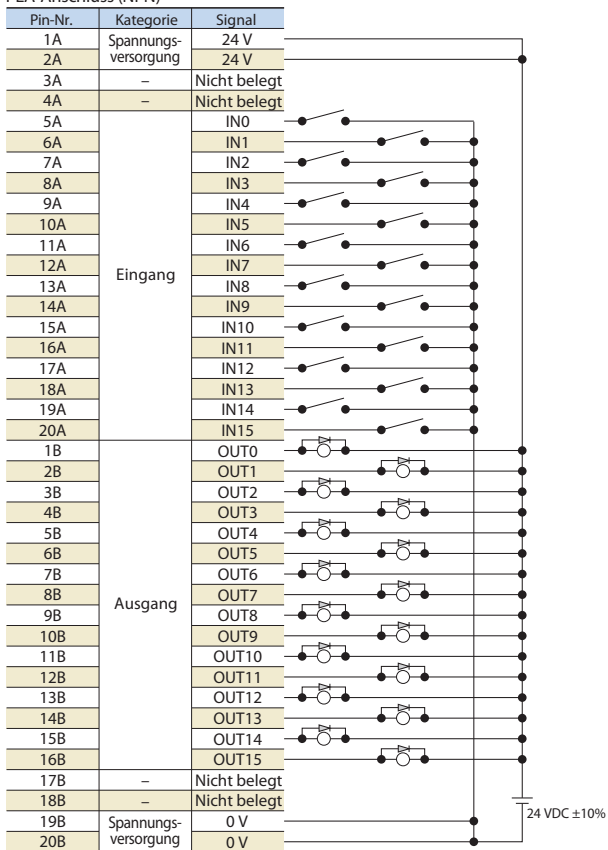 Pin-Nr. Kategorie Signal
1A Spannungs- 24 V
2A versorgung 24 V
3A – Nicht belegt
4A – Nicht belegt
5A IN0
6A IN1
7A IN2
8A IN3
9A IN4
10A IN5
11A IN6
12A IN7
Eingang
13A IN8
14A IN9
15A IN10
16A IN11
17A IN12
18A IN13
19A IN14
20A IN15
1B OUT0
2B OUT1
3B OUT2
4B OUT3
5B OUT4
6B OUT5
7B OUT6
8B OUT7
Ausgang
9B OUT8
10B OUT9
11B OUT10
12B OUT11
13B OUT12
14B OUT13
15B OUT14
16B OUT15
17B – Nicht belegt
18B – Nicht belegt
24 VDC ±10%
19B Spannungs- 0 V
20B versorgung 0 V